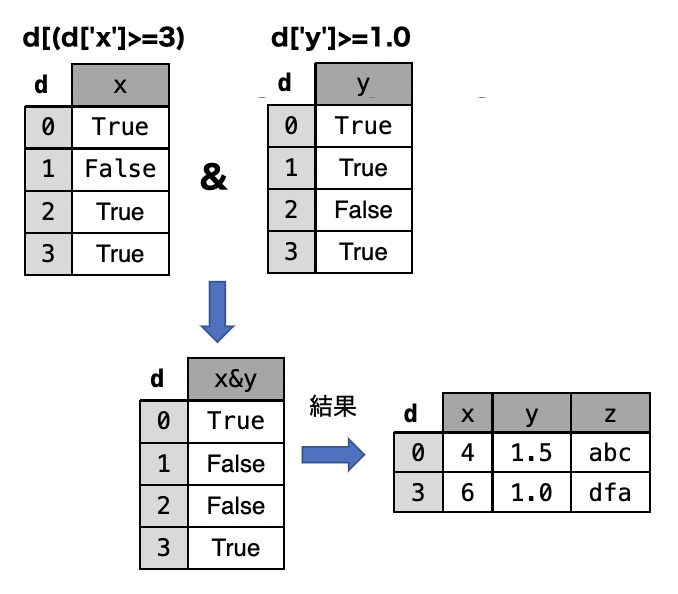 d[(d['x']>=3) d['y']>=1.0
d x
0 True
1 False
2 True
3 True
&
d y
0 True
1 True
2 False
3 True
d x&y
0 True
1 False
2 False
3 True
結果
d x y z
0 4 1.5 abc
3 6 1.0 dfa